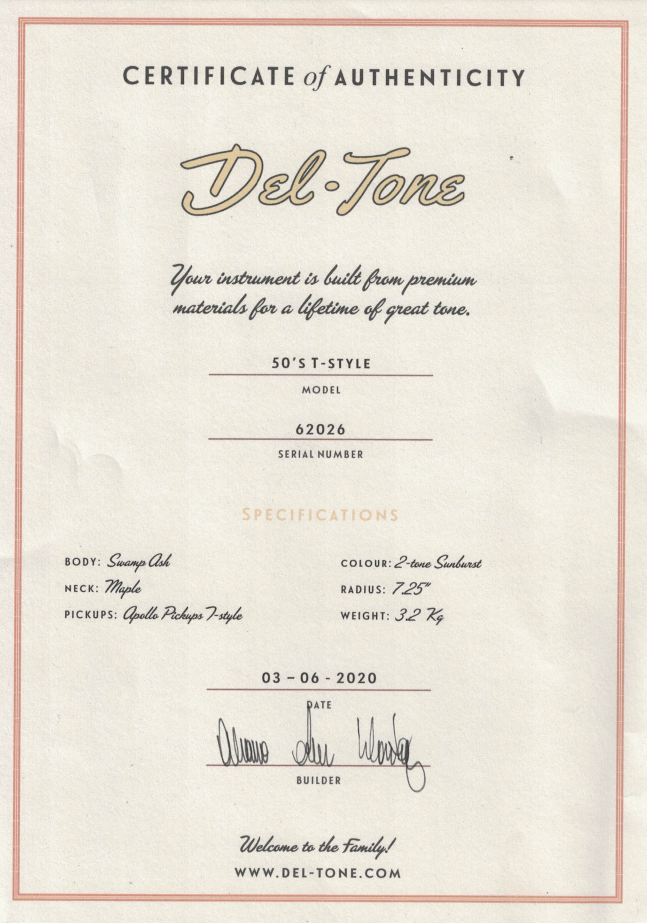 CERTIFICATE of AUTHENTICITY
Del-Tone
Your instrument is built from premium
materials for a lifetime of great tone.
50'S T-STYLE
MODEL
62026
SERIAL NUMBER
SPECIFICATIONS
BODY: Swamp Ash COLOUR: 2-tone Sunburst
NECK: Maple RADIUS: 7.25"
PICKUPS: Apollo Pickups T-style WEIGHT: 3.2 Kg
03 – 06 - 2020
DATE
BUILDER
Welcome to the Family!
WWW.DEL-TONE.COM